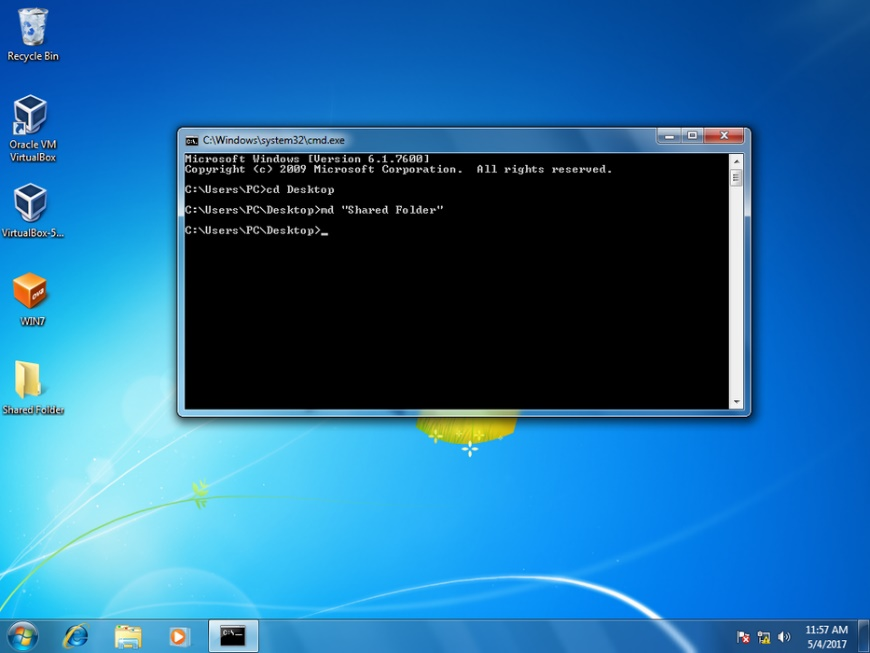 Recycle Bin
Oracle VM
VirtualBox
VirtualBox-5...
WIN7
Shared Folder
C:\Windows\system32\cmd.exe
Microsoft Windows [Version 6.1.7600]
Copyright (c) 2009 Microsoft Corporation.  All rights reserved.
C:\Users\PC>cd Desktop
C:\Users\PC\Desktop>md "Shared Folder"
C:\Users\PC\Desktop>_
11:57 AM
5/4/2017